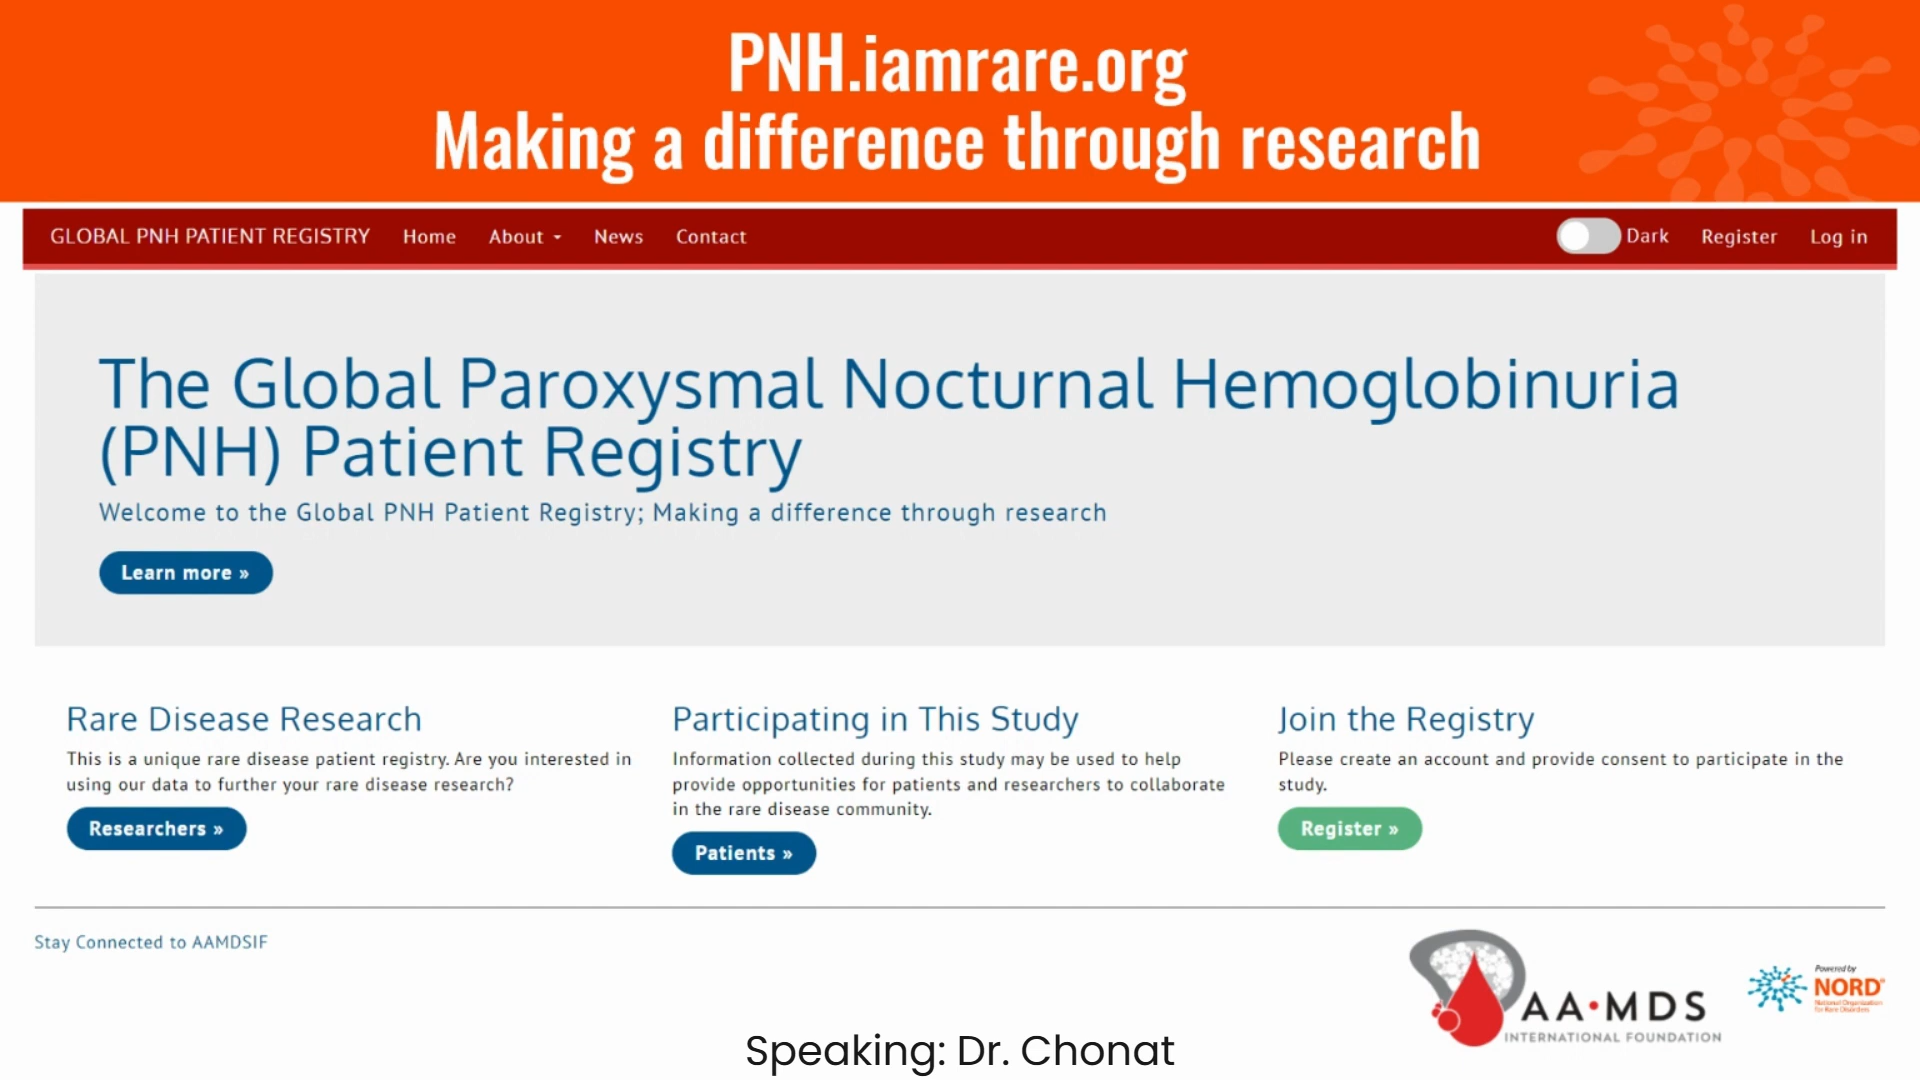 PNH.iamrare.org
Making a difference through research
GLOBAL PNH PATIENT REGISTRY Home About News Contact Dark Register Log in
The Global Paroxysmal Nocturnal Hemoglobinuria
(PNH) Patient Registry
Welcome to the Global PNH Patient Registry; Making a difference through research
Learn more »
Rare Disease Research
This is a unique rare disease patient registry. Are you interested in
using our data to further your rare disease research?
Researchers »
Participating in This Study
Information collected during this study may be used to help
provide opportunities for patients and researchers to collaborate
in the rare disease community.
Patients »
Join the Registry
Please create an account and provide consent to participate in the
study.
Register »
Stay Connected to AAMDSIF
AA•MDS
INTERNATIONAL FOUNDATION
Powered by
NORD®
National Organization
for Rare Disorders
Speaking: Dr. Chonat